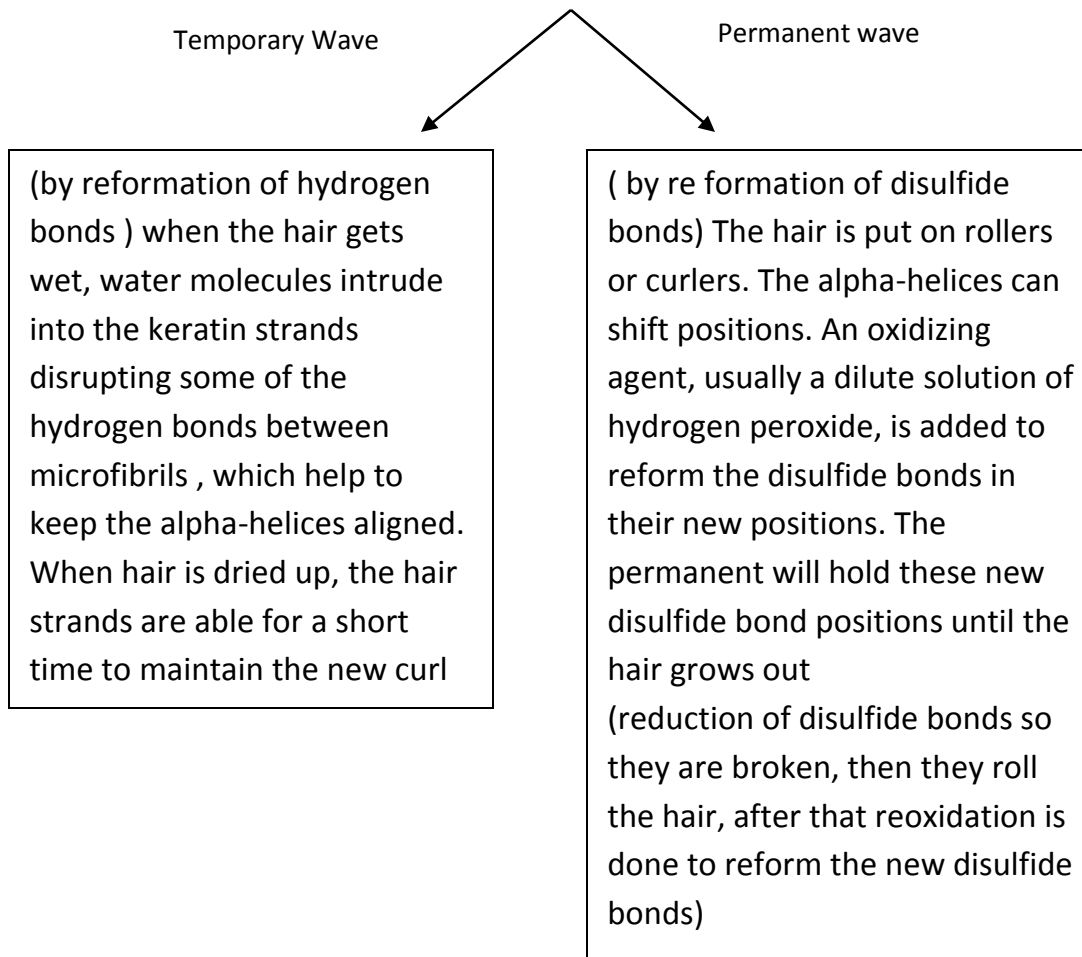 Temporary Wave
Permanent wave
(by reformation of hydrogen
bonds ) when the hair gets
wet, water molecules intrude
into the keratin strands
disrupting some of the
hydrogen bonds between
microfibrils , which help to
keep the alpha-helices aligned.
When hair is dried up, the hair
strands are able for a short
time to maintain the new curl
( by re formation of disulfide
bonds) The hair is put on rollers
or curlers. The alpha-helices can
shift positions. An oxidizing
agent, usually a dilute solution of
hydrogen peroxide, is added to
reform the disulfide bonds in
their new positions. The
permanent will hold these new
disulfide bond positions until the
hair grows out
(reduction of disulfide bonds so
they are broken, then they roll
the hair, after that reoxidation is
done to reform the new disulfide
bonds)